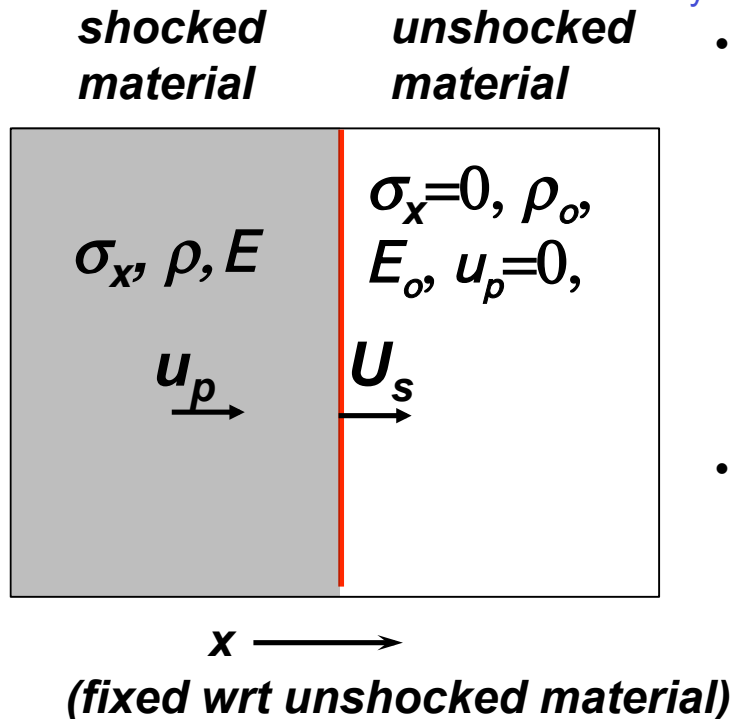 shocked material
unshocked material
•
σₓ, ρ, E
σₓ=0, ρₒ,
Eₒ, uₚ=0,
uₚ
Uₛ
•
x
(fixed wrt unshocked material)